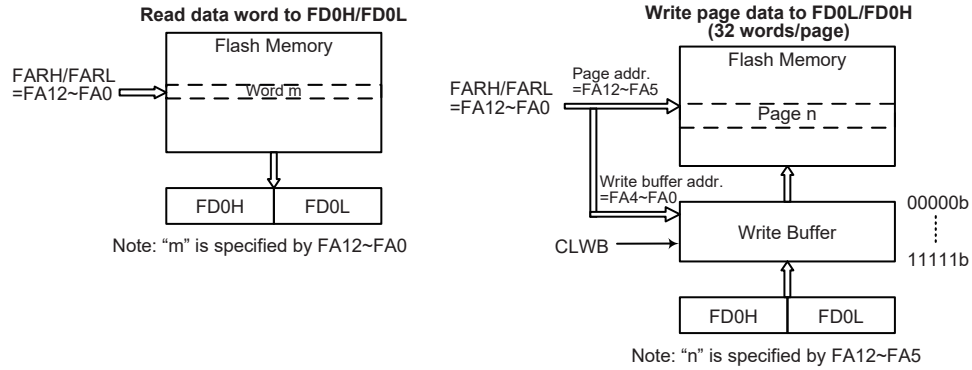 Read data word to FD0H/FD0L
Flash Memory
FARH/FARL
=FA12~FA0
Word m
FD0H
FD0L
Note: “m” is specified by FA12~FA0
Write page data to FD0L/FD0H
(32 words/page)
Flash Memory
FARH/FARL
=FA12~FA0
Page addr.
=FA12~FA5
Page n
Write buffer addr.
=FA4~FA0
CLWB
Write Buffer
00000b
11111b
FD0H
FD0L
Note: “n” is specified by FA12~FA5